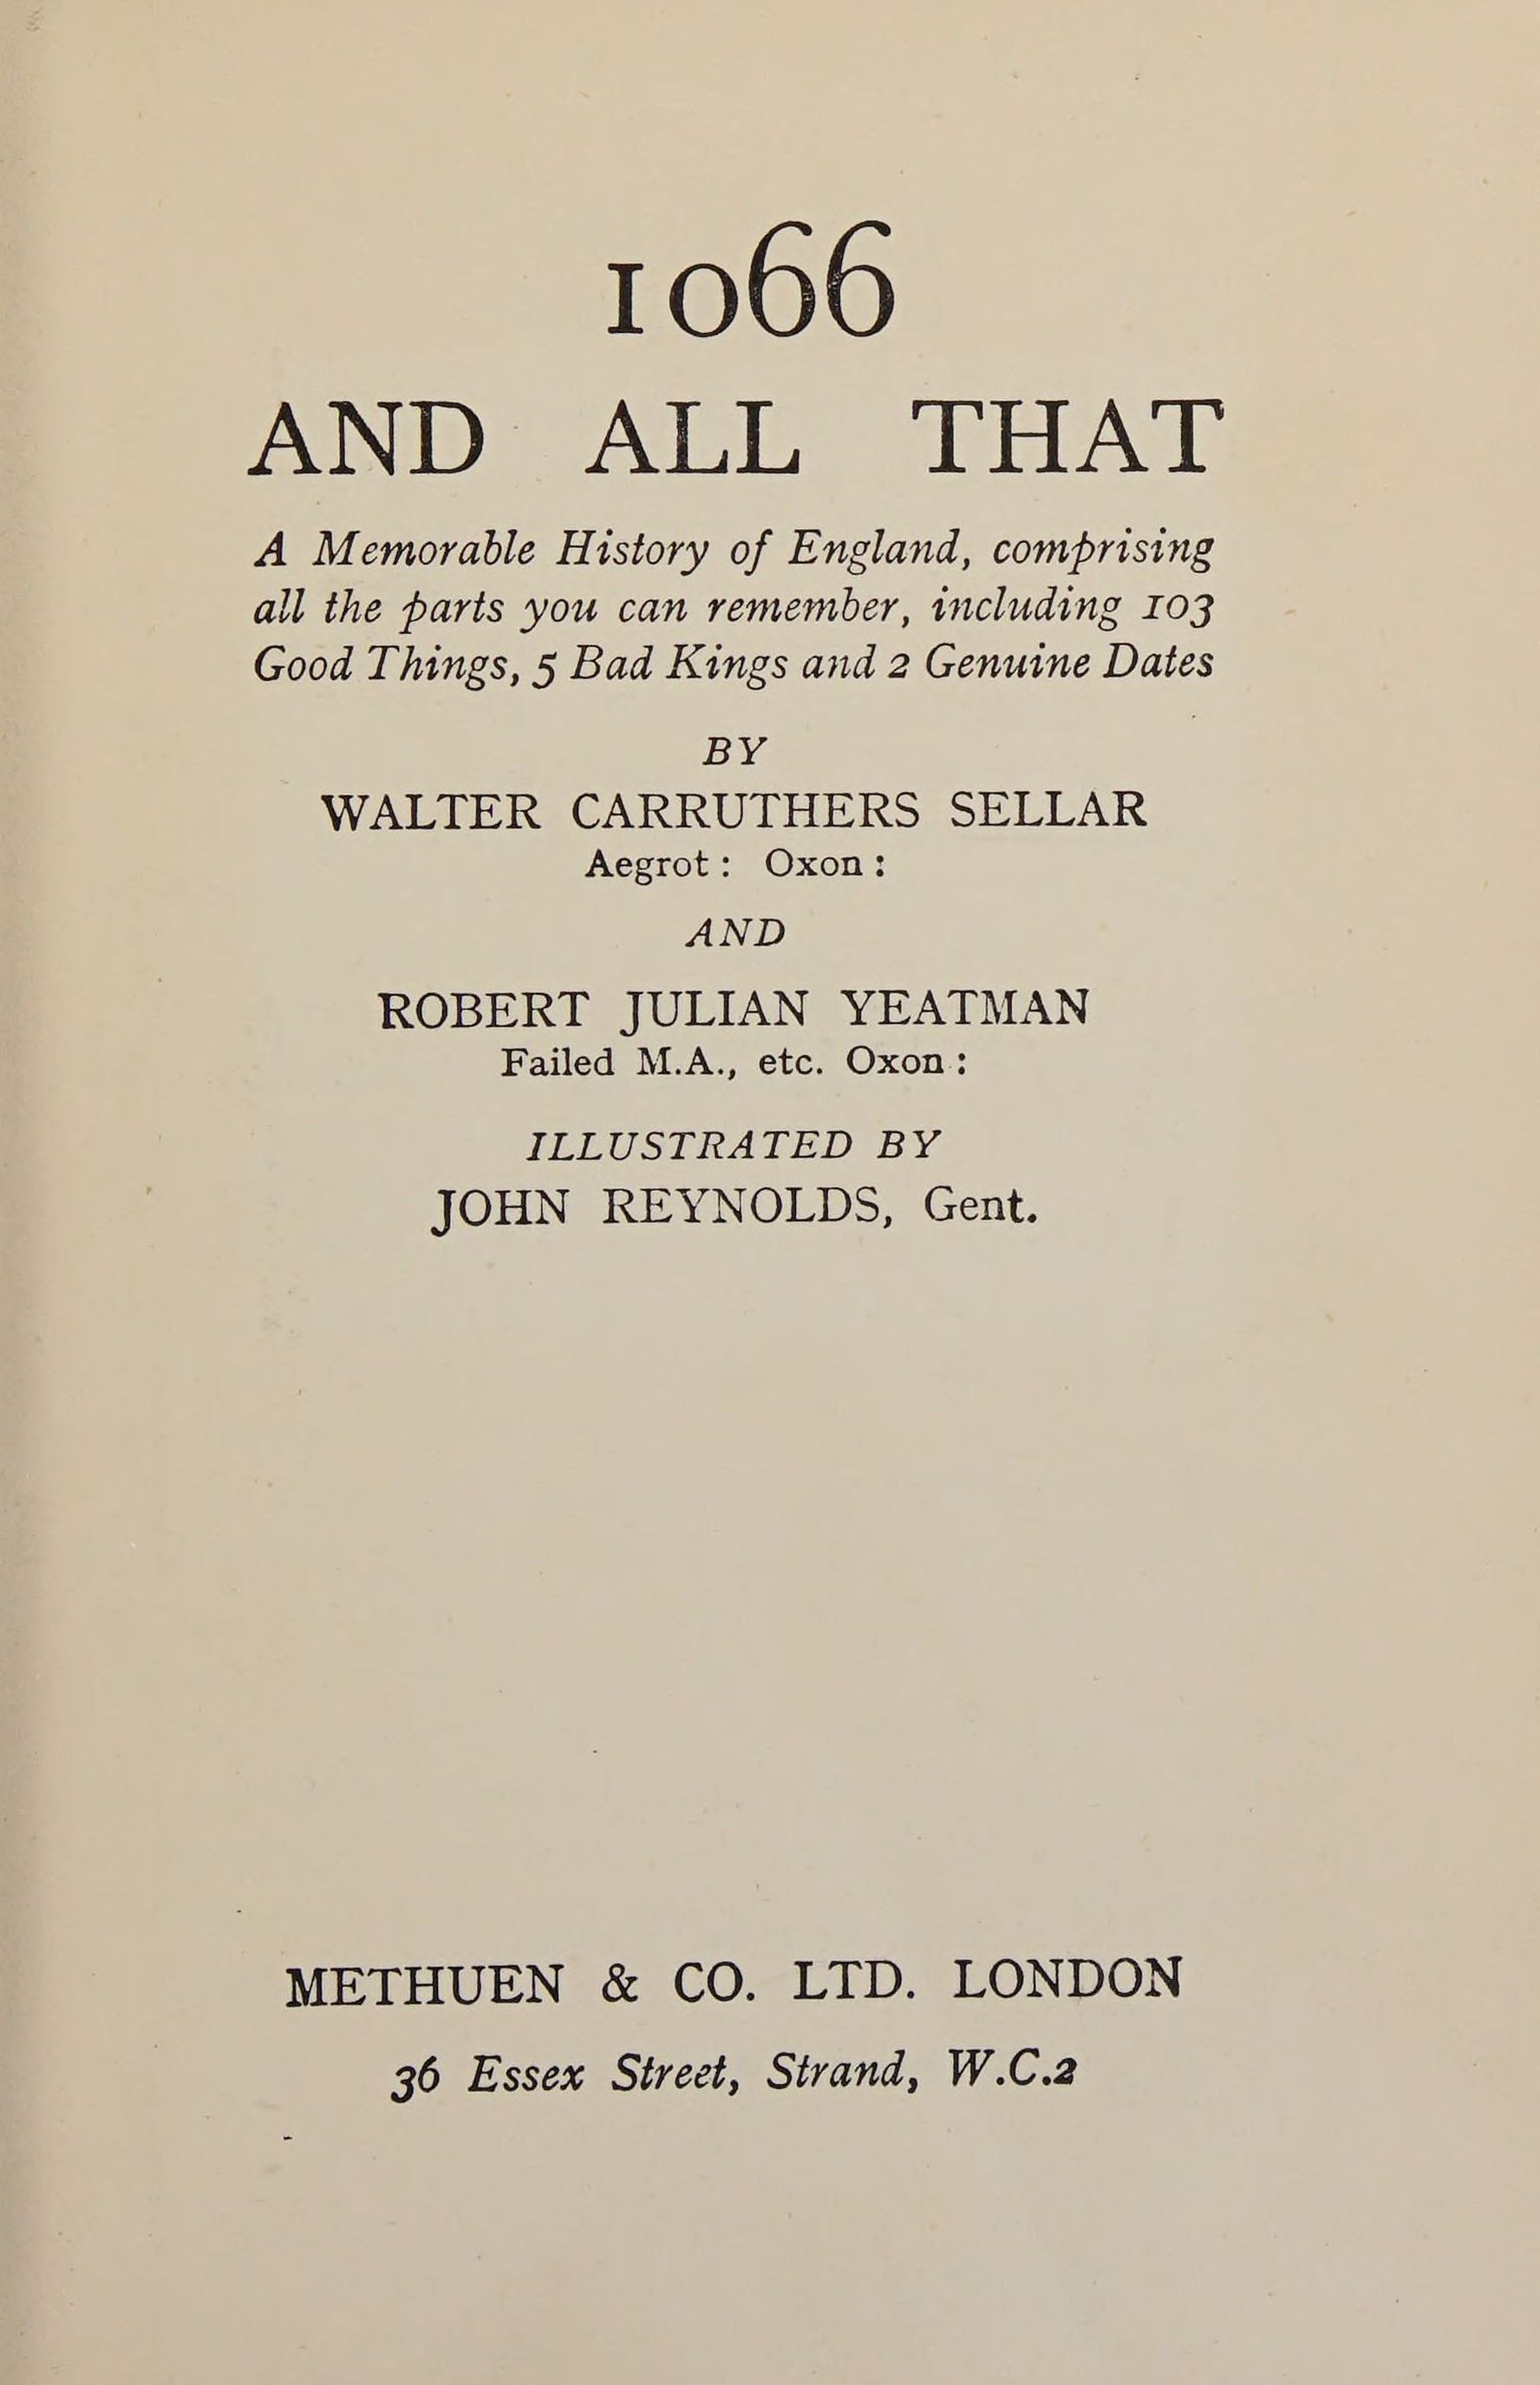 1066
AND ALL THAT
A Memorable History of England, comprising
all the parts you can remember, including 103
Good Things, 5 Bad Kings and 2 Genuine Dates
BY
WALTER CARRUTHERS SELLAR
Aegrot: Oxon:
AND
ROBERT JULIAN YEATMAN
Failed M.A., etc. Oxon:
ILLUSTRATED BY
JOHN REYNOLDS, Gent.
METHUEN & CO. LTD. LONDON
36 Essex Street, Strand, W.C.2